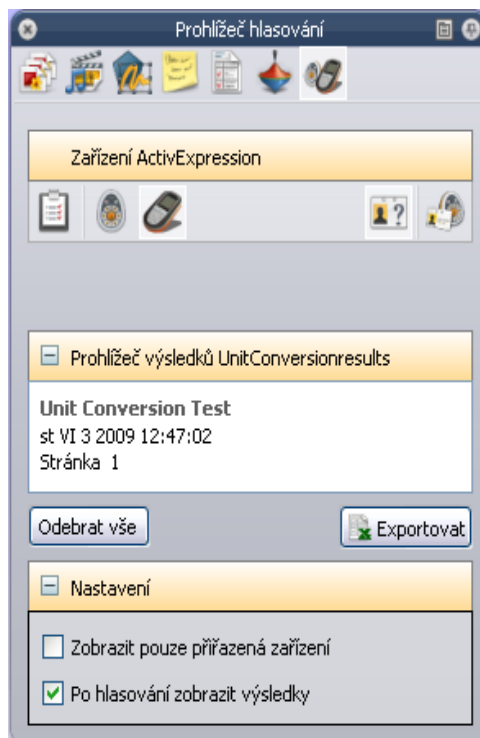 Prohlížeč hlasování
Zařízení ActivExpression
Prohlížeč výsledků UnitConversionresults
Unit Conversion Test
st VI 3 2009 12:47:02
Stránka 1
Odebrat vše
Exportovat
Nastavení
Zobrazit pouze přiřazená zařízení
Po hlasování zobrazit výsledky